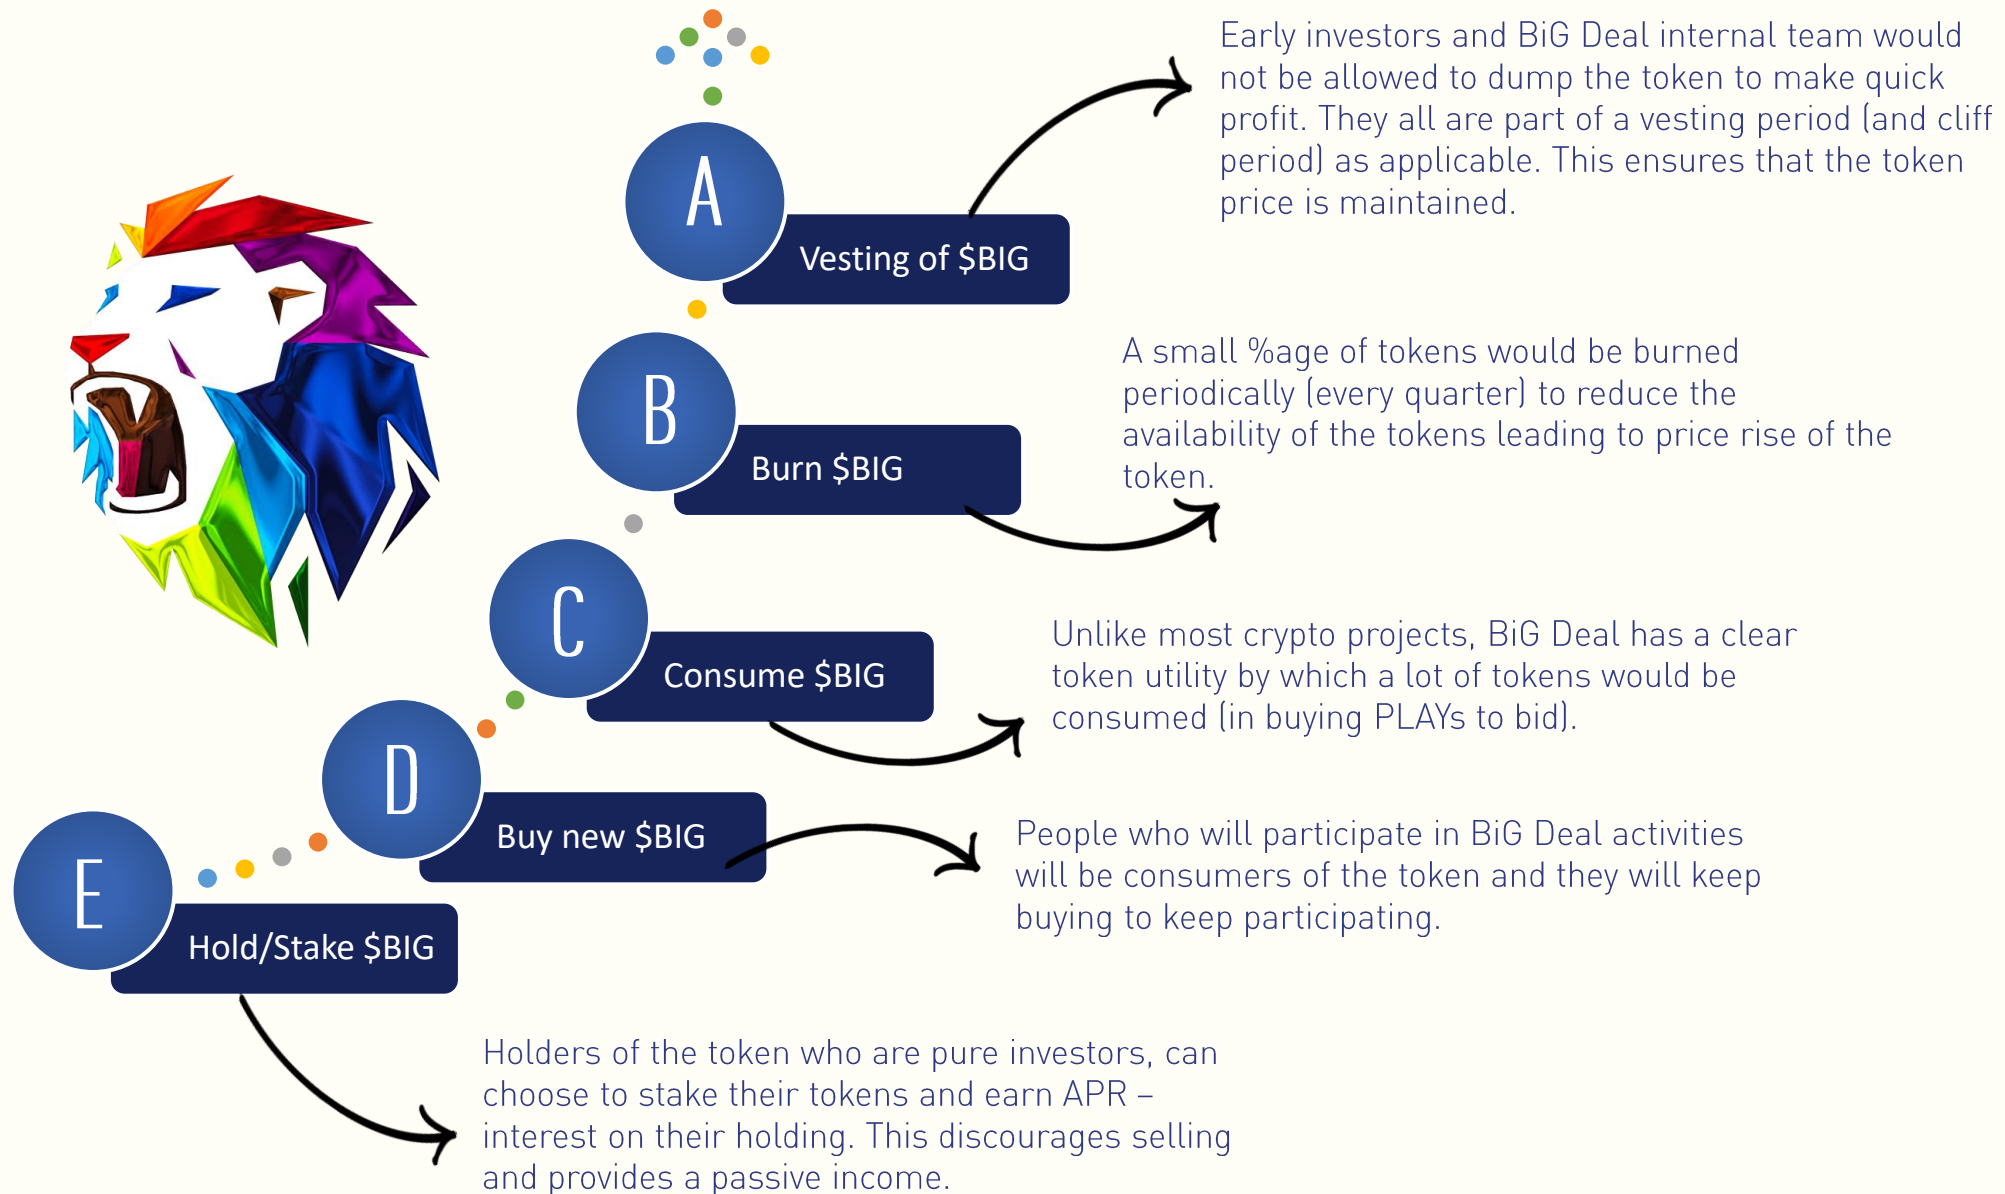 A
Vesting of $BIG
Early investors and BiG Deal internal team would
not be allowed to dump the token to make quick
profit. They all are part of a vesting period (and cliff
period) as applicable. This ensures that the token
price is maintained.
B
Burn $BIG
A small %age of tokens would be burned
periodically (every quarter) to reduce the
availability of the tokens leading to price rise of the
token.
C
Consume $BIG
Unlike most crypto projects, BiG Deal has a clear
token utility by which a lot of tokens would be
consumed (in buying PLAYs to bid).
D
Buy new $BIG
People who will participate in BiG Deal activities
will be consumers of the token and they will keep
buying to keep participating.
E
Hold/Stake $BIG
Holders of the token who are pure investors, can
choose to stake their tokens and earn APR –
interest on their holding. This discourages selling
and provides a passive income.